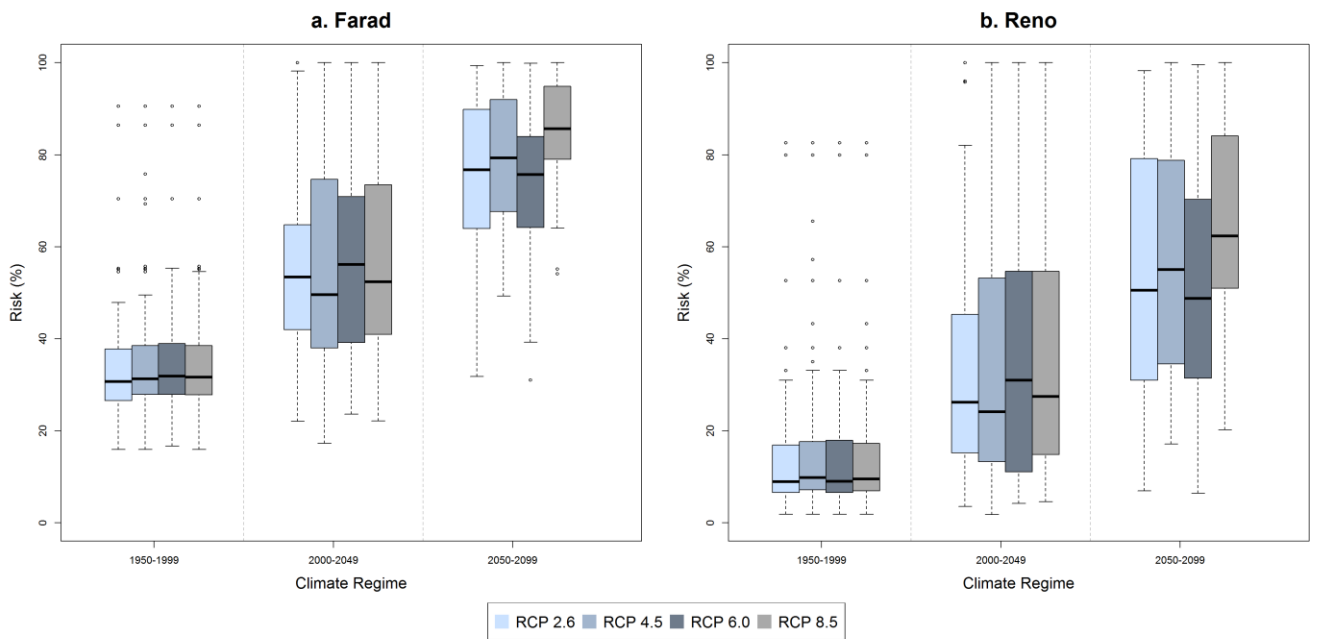 a. Farad
100
80
60
40
20
0
Risk (%)
1950-1999
2000-2049
2050-2099
Climate Regime
b. Reno
100
80
60
40
20
0
Risk (%)
1950-1999
2000-2049
2050-2099
Climate Regime
RCP 2.6 RCP 4.5 RCP 6.0 RCP 8.5